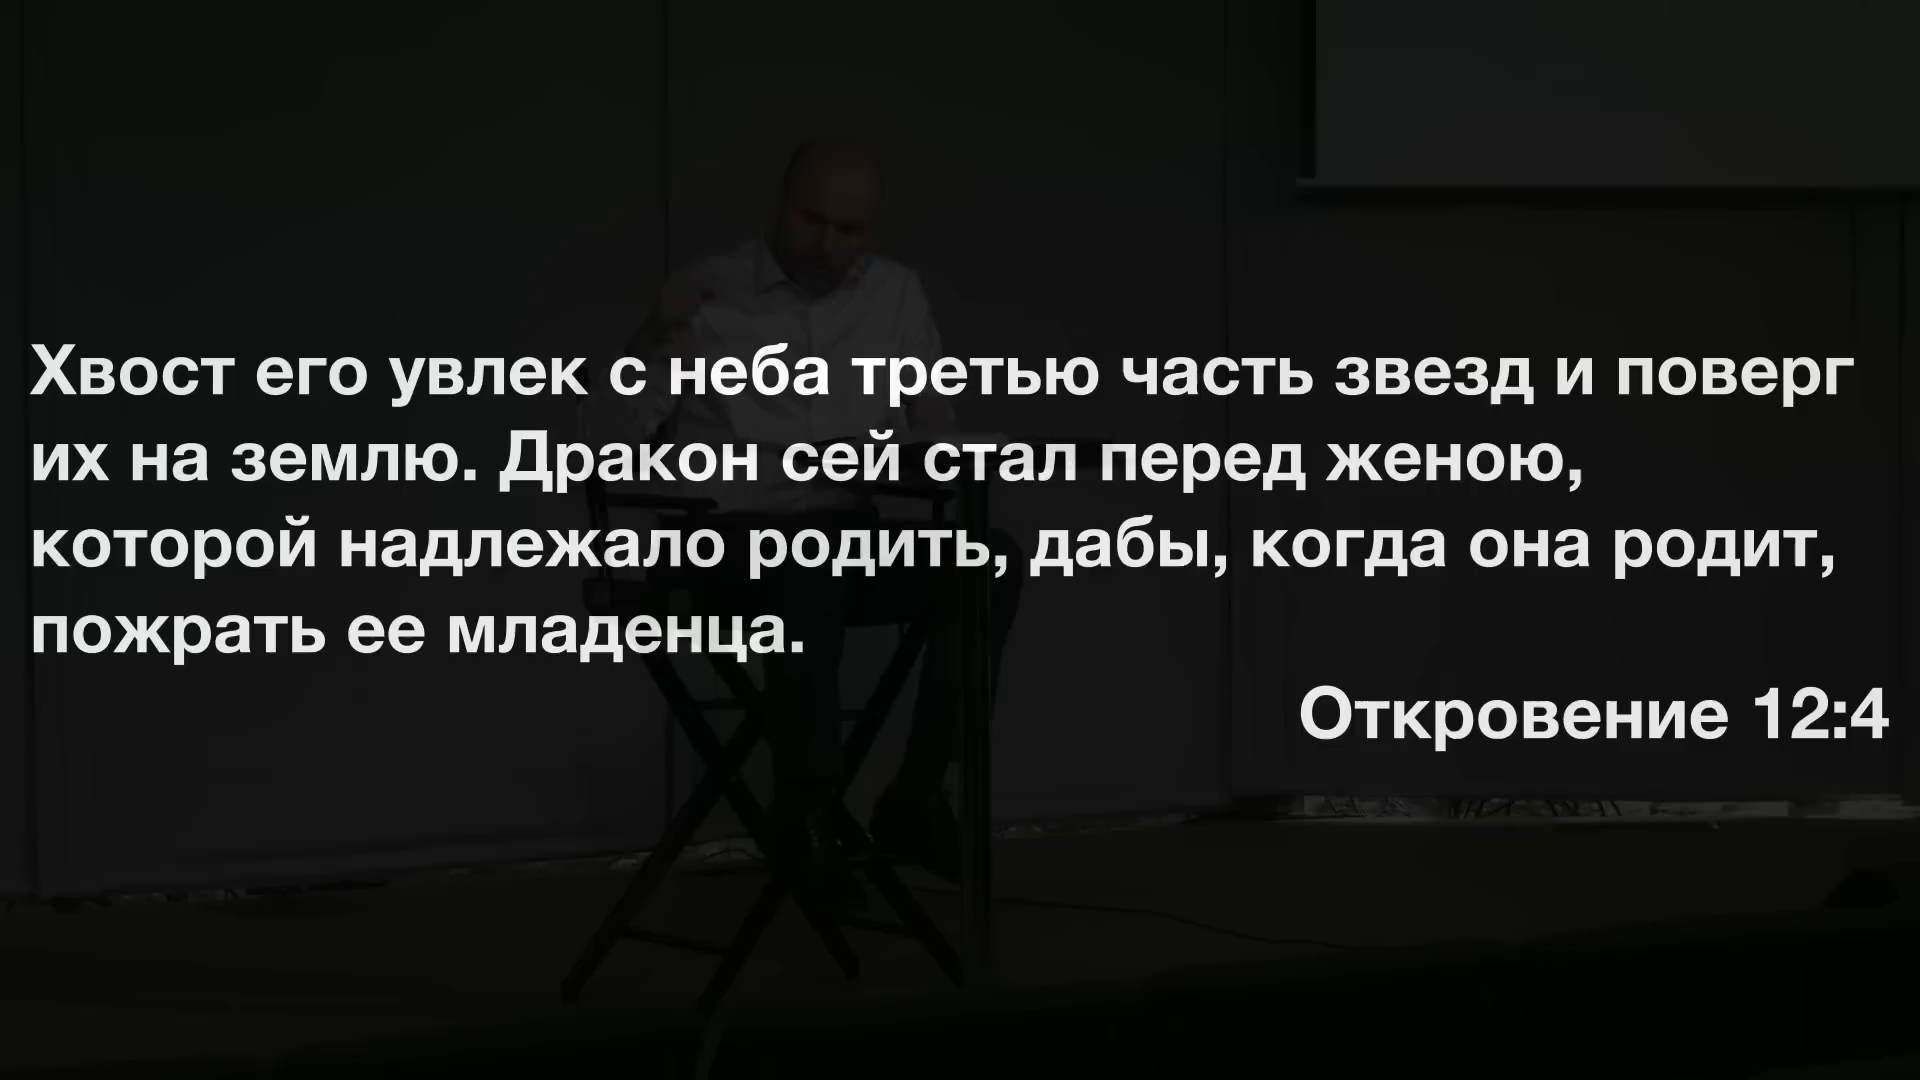 Хвост его увлек с неба третью часть звезд и поверг
их на землю. Дракон сей стал перед женою,
которой надлежало родить, дабы, когда она родит,
пожрать ее младенца.
Откровение 12:4